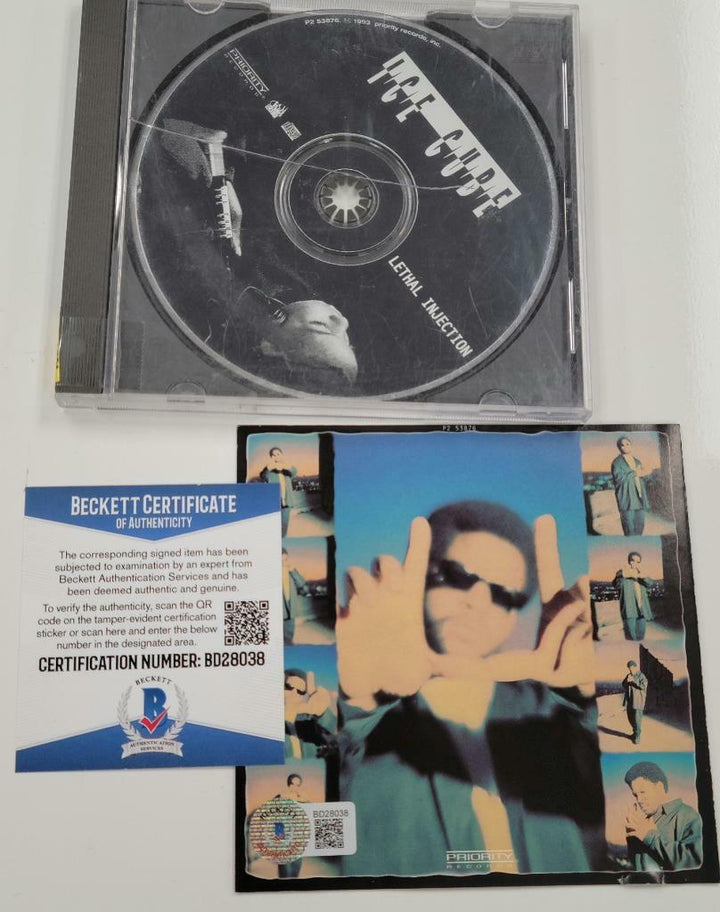 P2 53876. © 1993 priority records, inc.
PRIORITY
RECORDS
ICE CUBE
LETHAL INJECTION
P2 53876
BECKETT CERTIFICATE
OF AUTHENTICITY
The corresponding signed item has been
subjected to examination by an expert from
Beckett Authentication Services and has
been deemed authentic and genuine.
To verify the authenticity, scan the QR
code on the tamper-evident certification
sticker or scan here and enter the below
number in the designated area.
CERTIFICATION NUMBER: BD28038
BECKETT
B
AUTHENTICATION
SERVICES
BECKETT
B
BD28038
PRIORITY
RECORDS